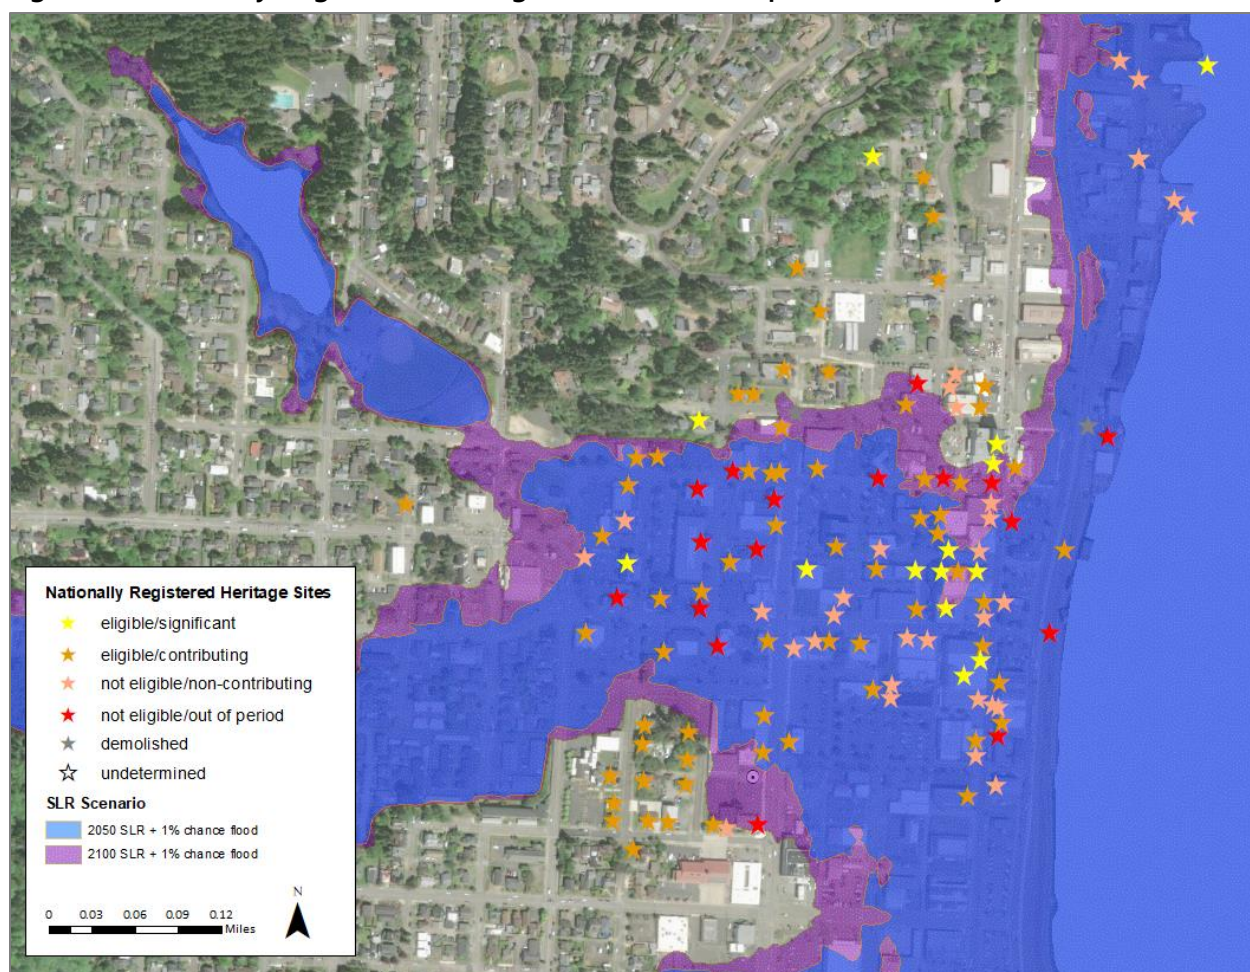 Nationally Registered Heritage Sites
eligible/significant
eligible/contributing
not eligible/non-contributing
not eligible/out of period
demolished
undetermined
SLR Scenario
2050 SLR + 1% chance flood
2100 SLR + 1% chance flood
N
0 0.03 0.06 0.09 0.12
Miles